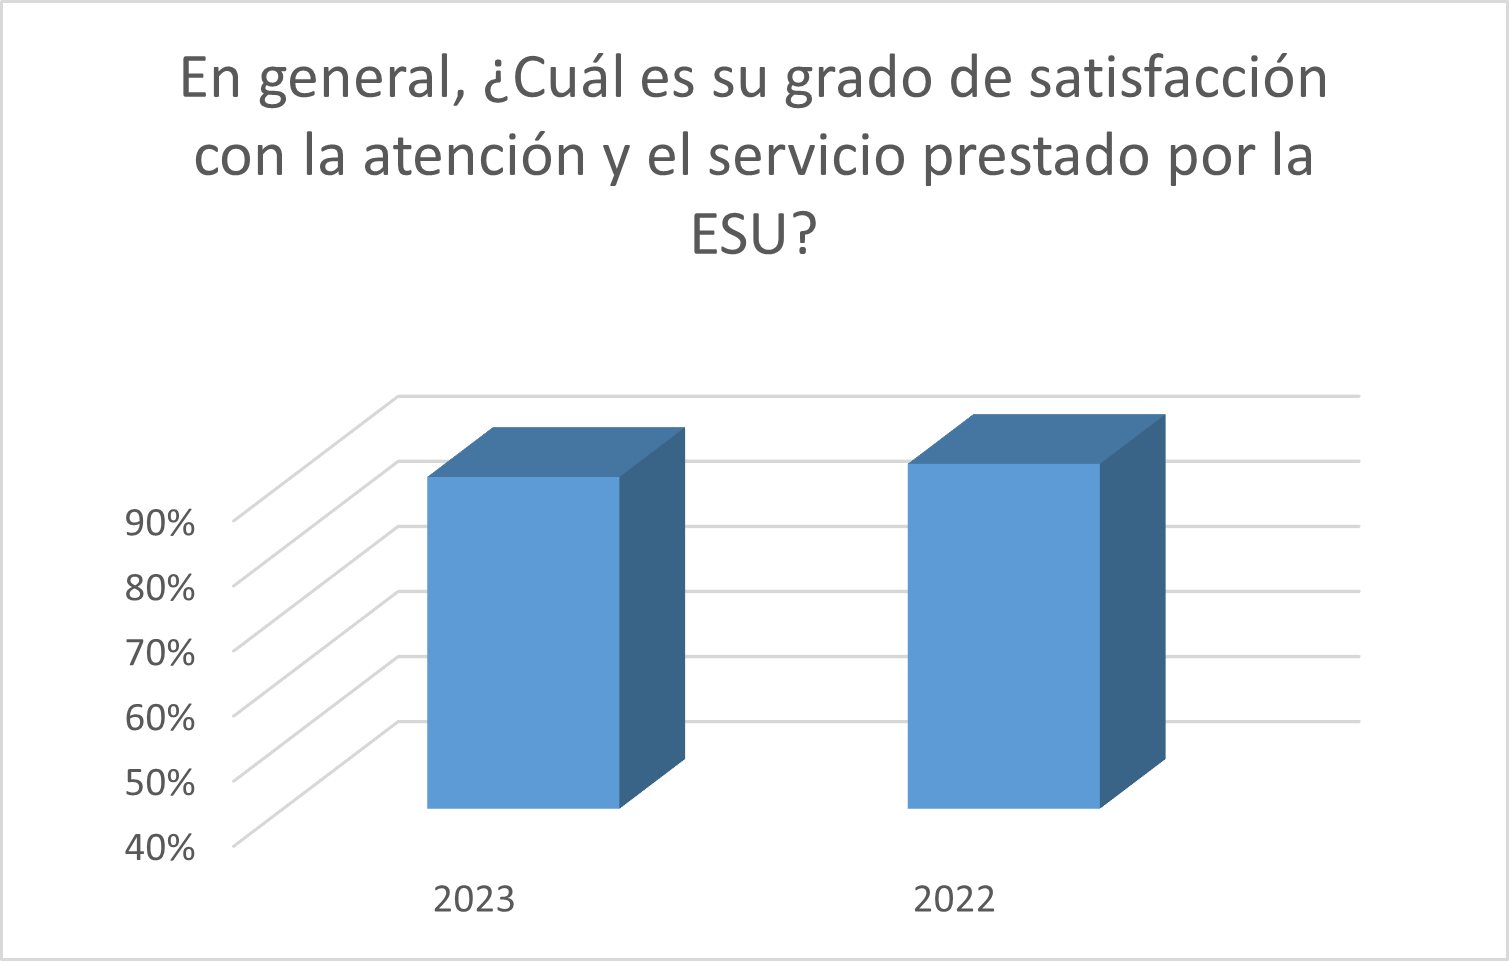 En general, ¿Cuál es su grado de satisfacción
con la atención y el servicio prestado por la
ESU?
90%
80%
70%
60%
50%
40%
2023
2022